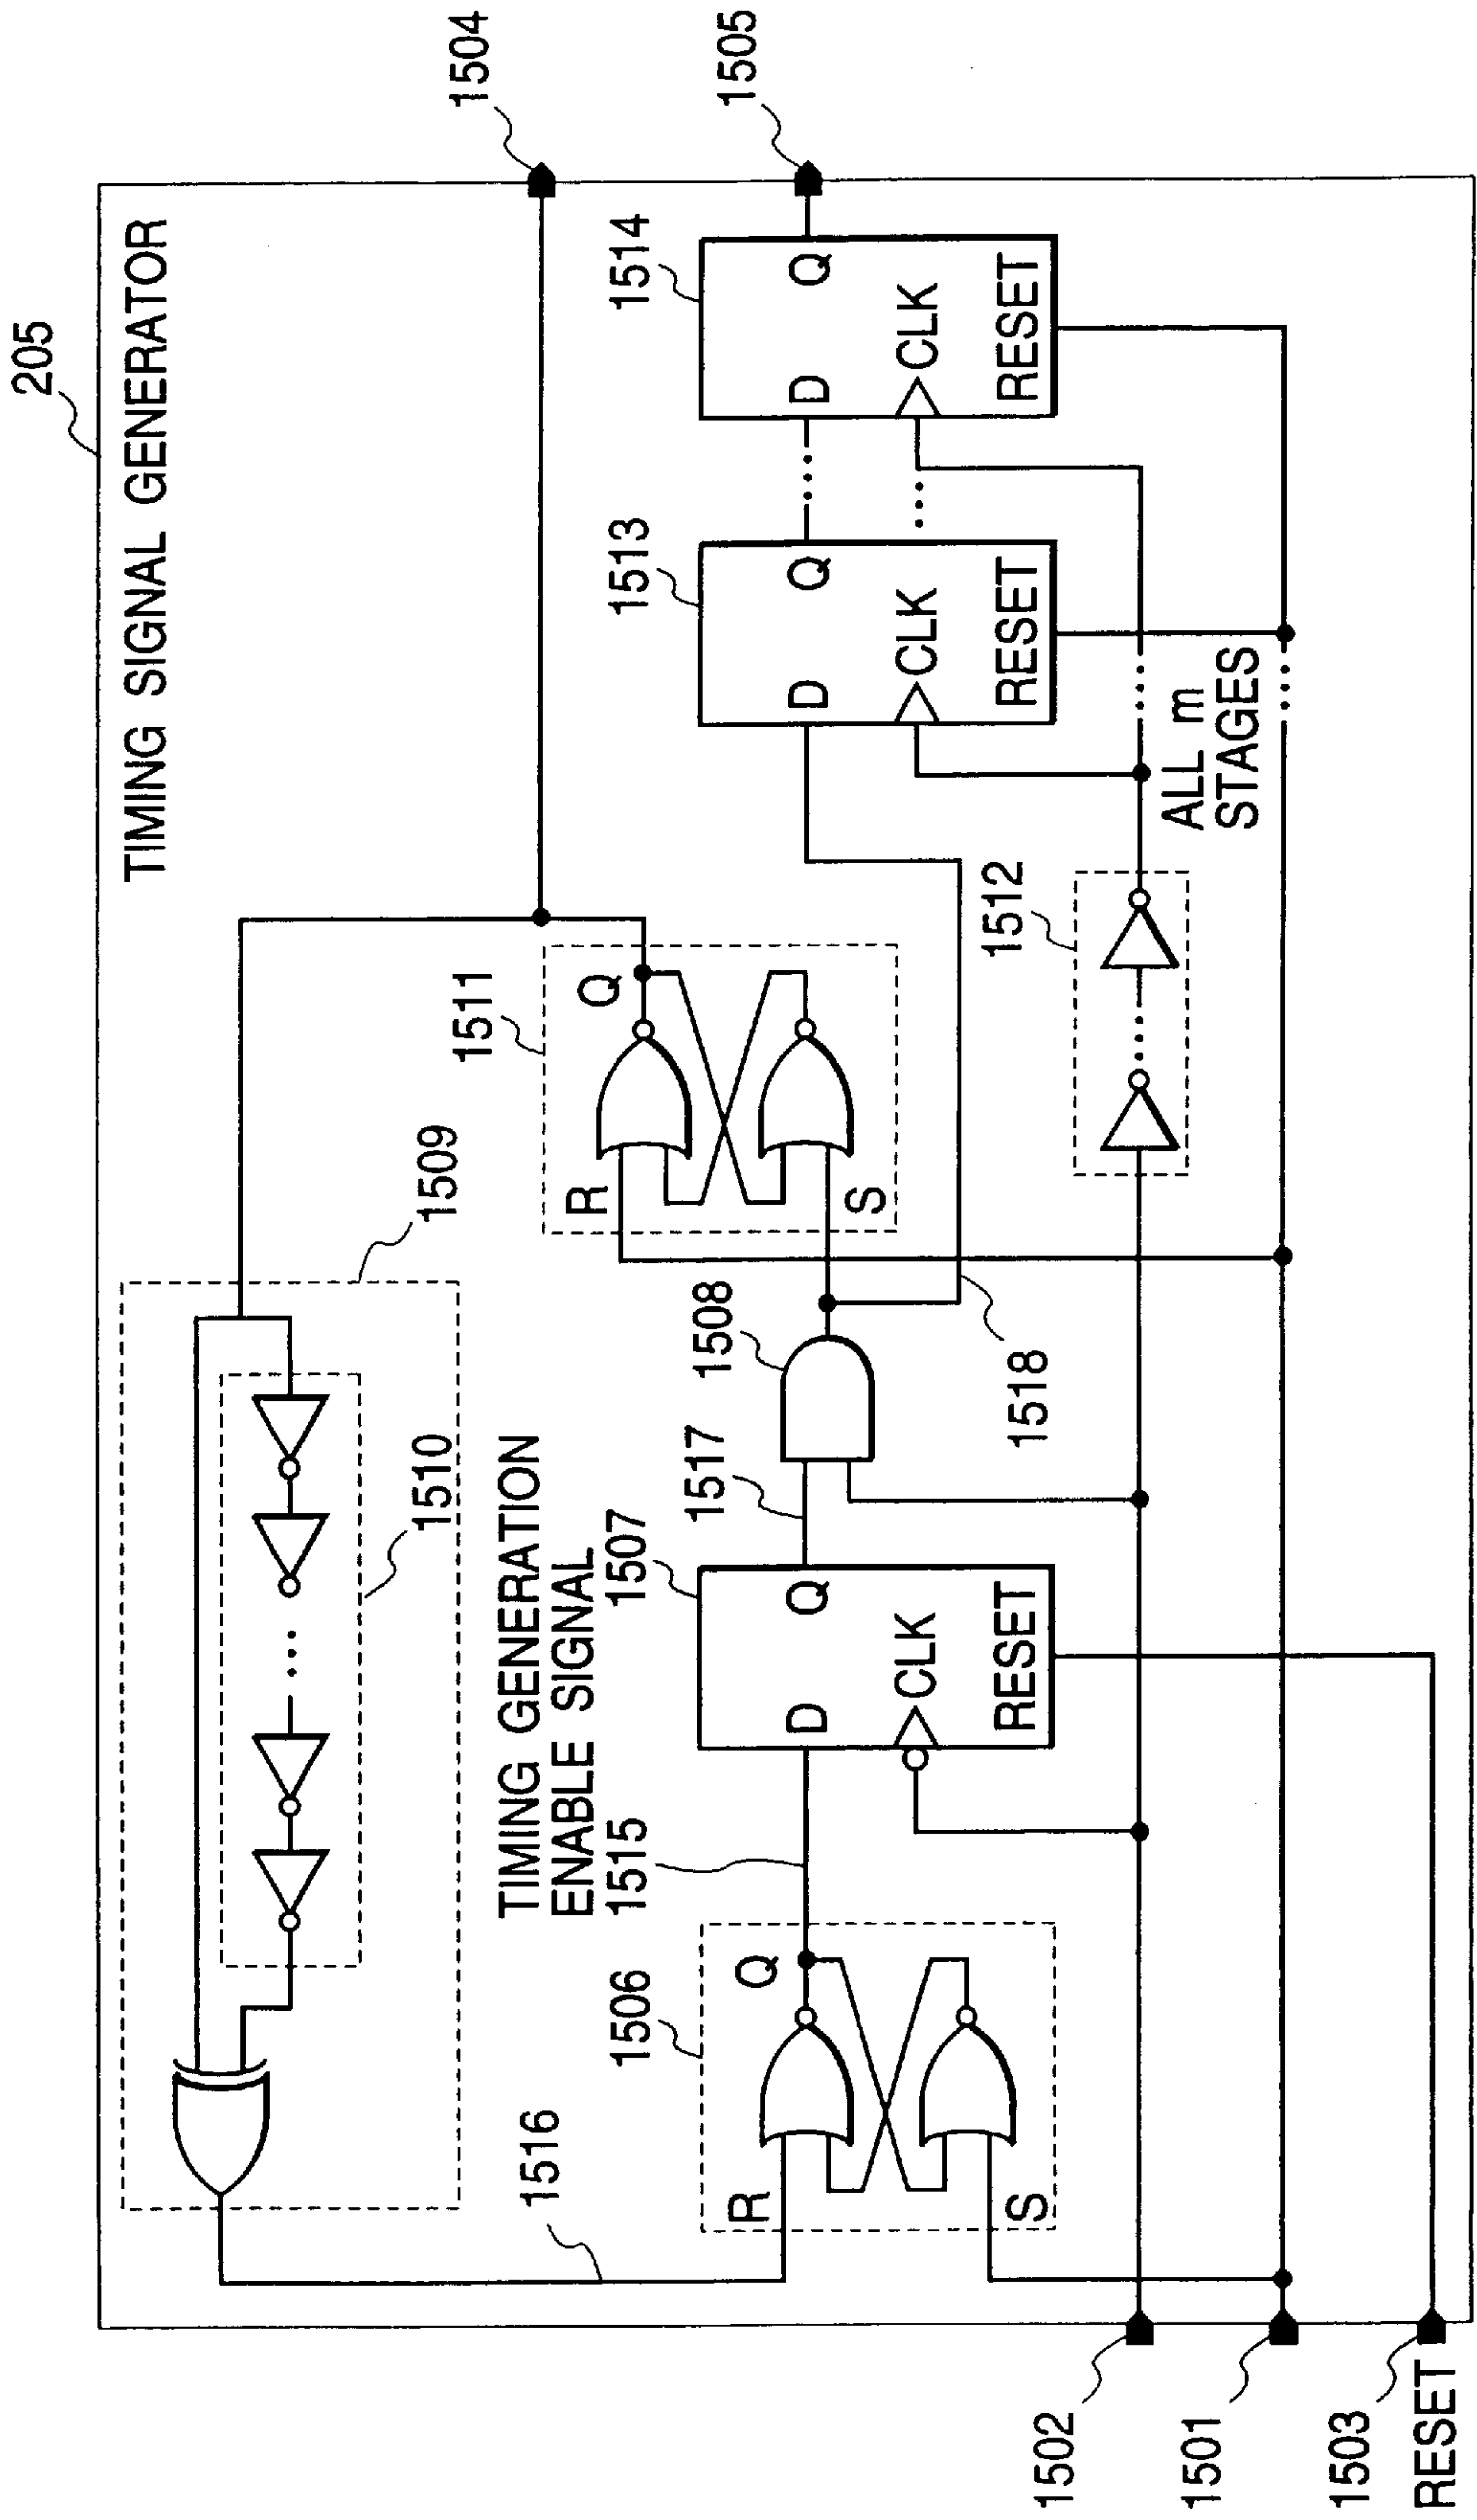 205
TIMING SIGNAL GENERATOR
1504
1505
1509
1510
1511
R
Q
S
1516
TIMING GENERATION
ENABLE SIGNAL
1515
1506
R
Q
S
1507
D
Q
CLK
RESET
1517
1508
1518
1512
1513
D
Q
CLK
RESET
1514
D
Q
CLK
RESET
ALL m
STAGES
1502
1501
1503
RESET